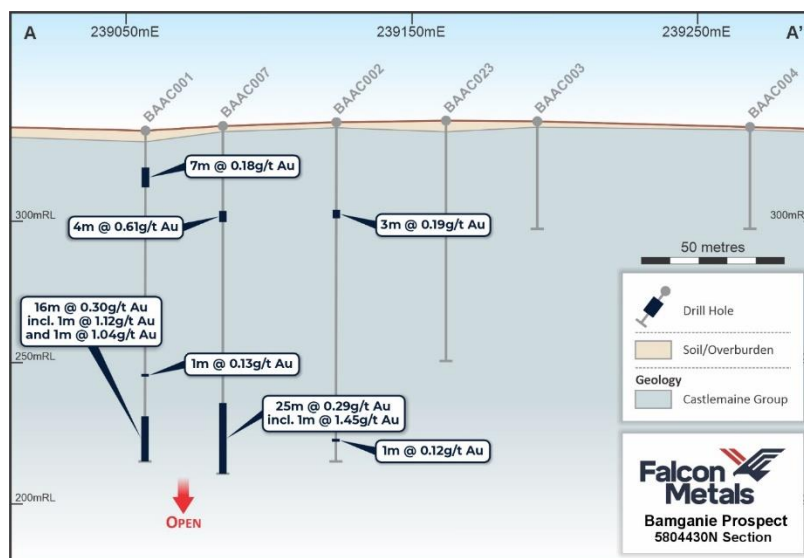 A
239050mE
239150mE
239250mE
A'
BAAC001
BAAC007
BAAC002
BAAC023
BAAC003
BAAC004
7m @ 0.18g/t Au
4m @ 0.61g/t Au
3m @ 0.19g/t Au
300mRL
300mRL
50 metres
16m @ 0.30g/t Au
incl. 1m @ 1.12g/t Au
and 1m @ 1.04g/t Au
250mRL
1m @ 0.13g/t Au
25m @ 0.29g/t Au
incl. 1m @ 1.45g/t Au
1m @ 0.12g/t Au
200mRL
OPEN
Drill Hole
Soil/Overburden
Geology
Castlemaine Group
Falcon
Metals
Bamganie Prospect
5804430N Section